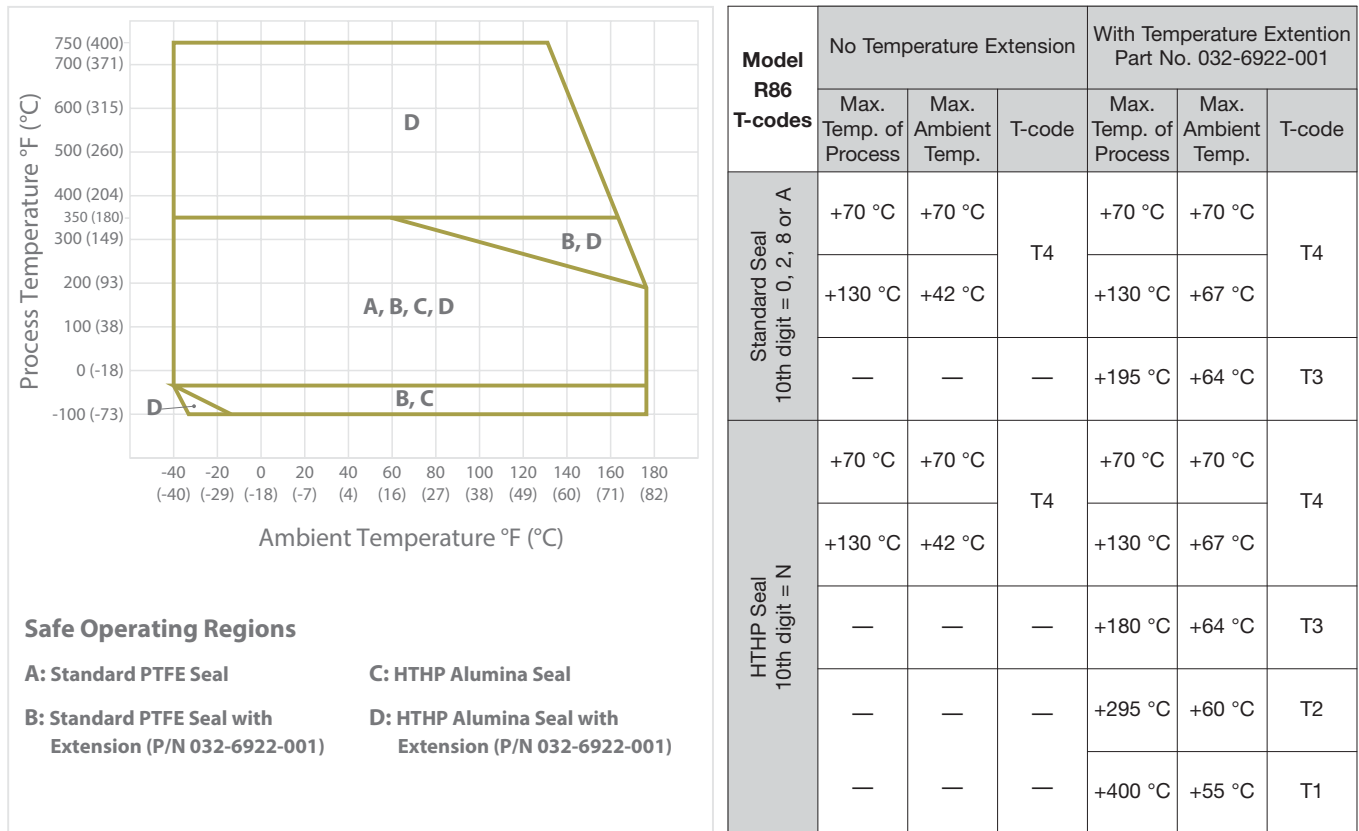 750 (400)
700 (371)
600 (315)
500 (260)
400 (204)
350 (180)
300 (149)
200 (93)
100 (38)
0 (-18)
-100 (-73)
Process Temperature °F (°C)
D
B, D
A, B, C, D
B, C
D
-40 -20 0 20 40 60 80 100 120 140 160 180
(-40) (-29) (-18) (-7) (4) (16) (27) (38) (49) (60) (71) (82)
Ambient Temperature °F (°C)
Safe Operating Regions
A: Standard PTFE Seal
B: Standard PTFE Seal with
Extension (P/N 032-6922-001)
C: HTHP Alumina Seal
D: HTHP Alumina Seal with
Extension (P/N 032-6922-001)
Model
R86
T-codes
No Temperature Extension
With Temperature Extention
Part No. 032-6922-001
Max.
Temp. of
Process
Max.
Ambient
Temp.
T-code
Max.
Temp. of
Process
Max.
Ambient
Temp.
T-code
Standard Seal
10th digit = 0, 2, 8 or A
+70 °C +70 °C T4 +70 °C +70 °C T4
+130 °C +42 °C +130 °C +67 °C
— — — +195 °C +64 °C T3
HTHP Seal
10th digit = N
+70 °C +70 °C T4 +70 °C +70 °C T4
+130 °C +42 °C +130 °C +67 °C
— — — +180 °C +64 °C T3
— — — +295 °C +60 °C T2
— — — +400 °C +55 °C T1